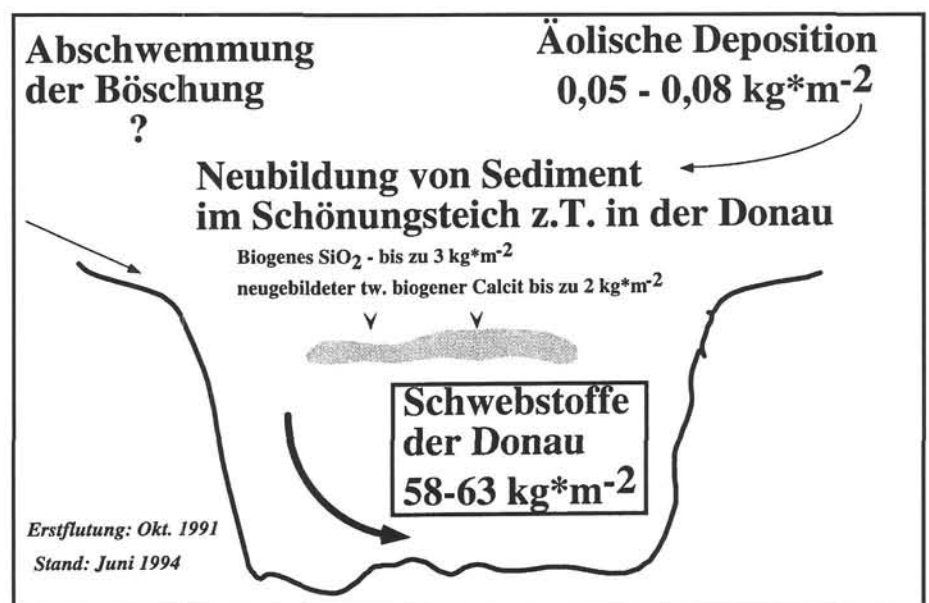 Abschwemmung
der Böschung
?
Äolische Deposition
0,05 - 0,08 kg*m-2
Neubildung von Sediment
im Schönungsteich z.T. in der Donau
Biogenes SiO2 - bis zu 3 kg*m-2
neugebildeter tw. biogener Calcit bis zu 2 kg*m-2
Schwebstoffe
der Donau
58-63 kg*m-2
Erstflutung: Okt. 1991
Stand: Juni 1994